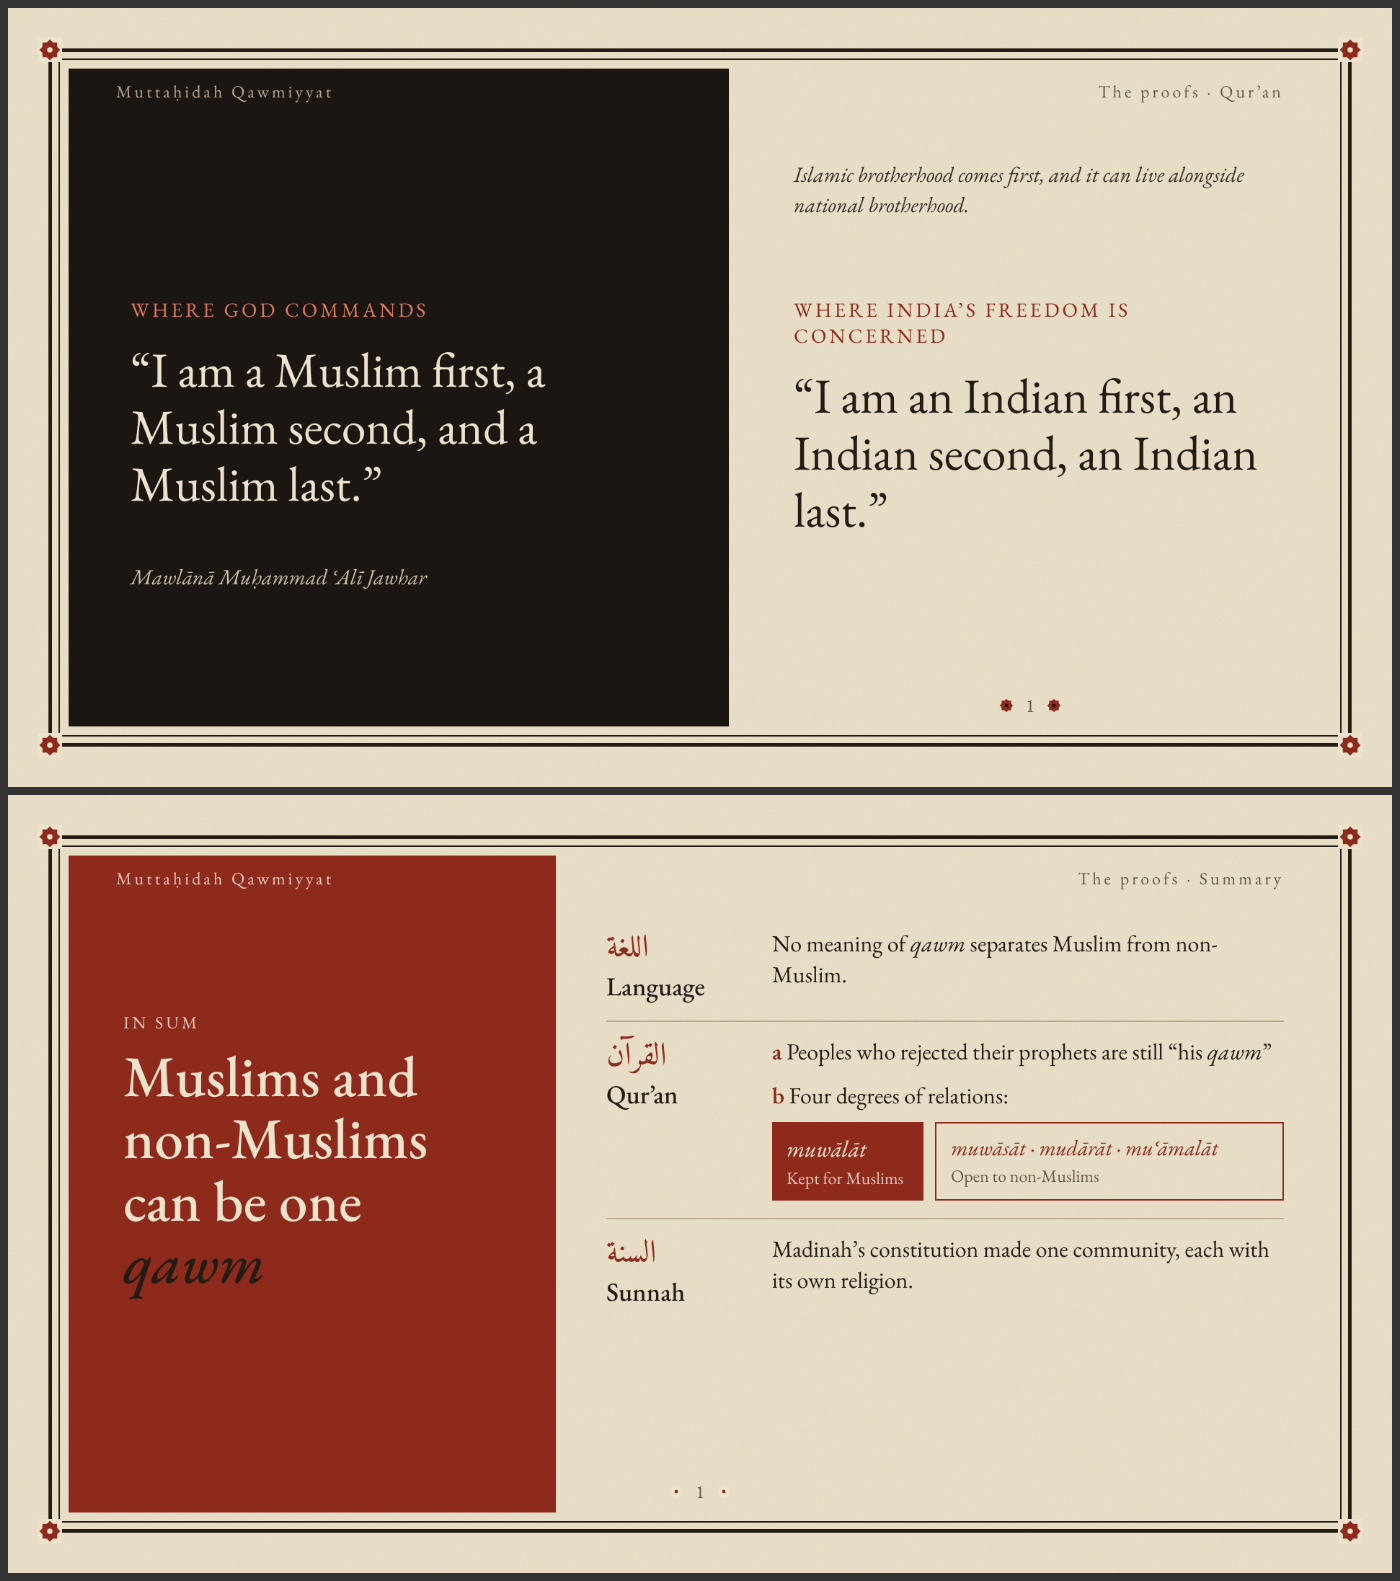 Muttaḥidah Qawmiyyat
The proofs · Qur’an
WHERE GOD COMMANDS
“I am a Muslim first, a
Muslim second, and a
Muslim last.”
Mawlānā Muḥammad ʿAlī Jawhar
Islamic brotherhood comes first, and it can live alongside
national brotherhood.
WHERE INDIA’S FREEDOM IS
CONCERNED
“I am an Indian first, an
Indian second, an Indian
last.”
1
Muttaḥidah Qawmiyyat
The proofs · Summary
IN SUM
Muslims and
non-Muslims
can be one
qawm
اللغة
Language
No meaning of qawm separates Muslim from non-
Muslim.
القرآن
Qur’an
a Peoples who rejected their prophets are still “his qawm”
b Four degrees of relations:
muwālāt
Kept for Muslims
muwāsāt · mudārāt · muʿāmalāt
Open to non-Muslims
السنة
Sunnah
Madinah’s constitution made one community, each with
its own religion.
1